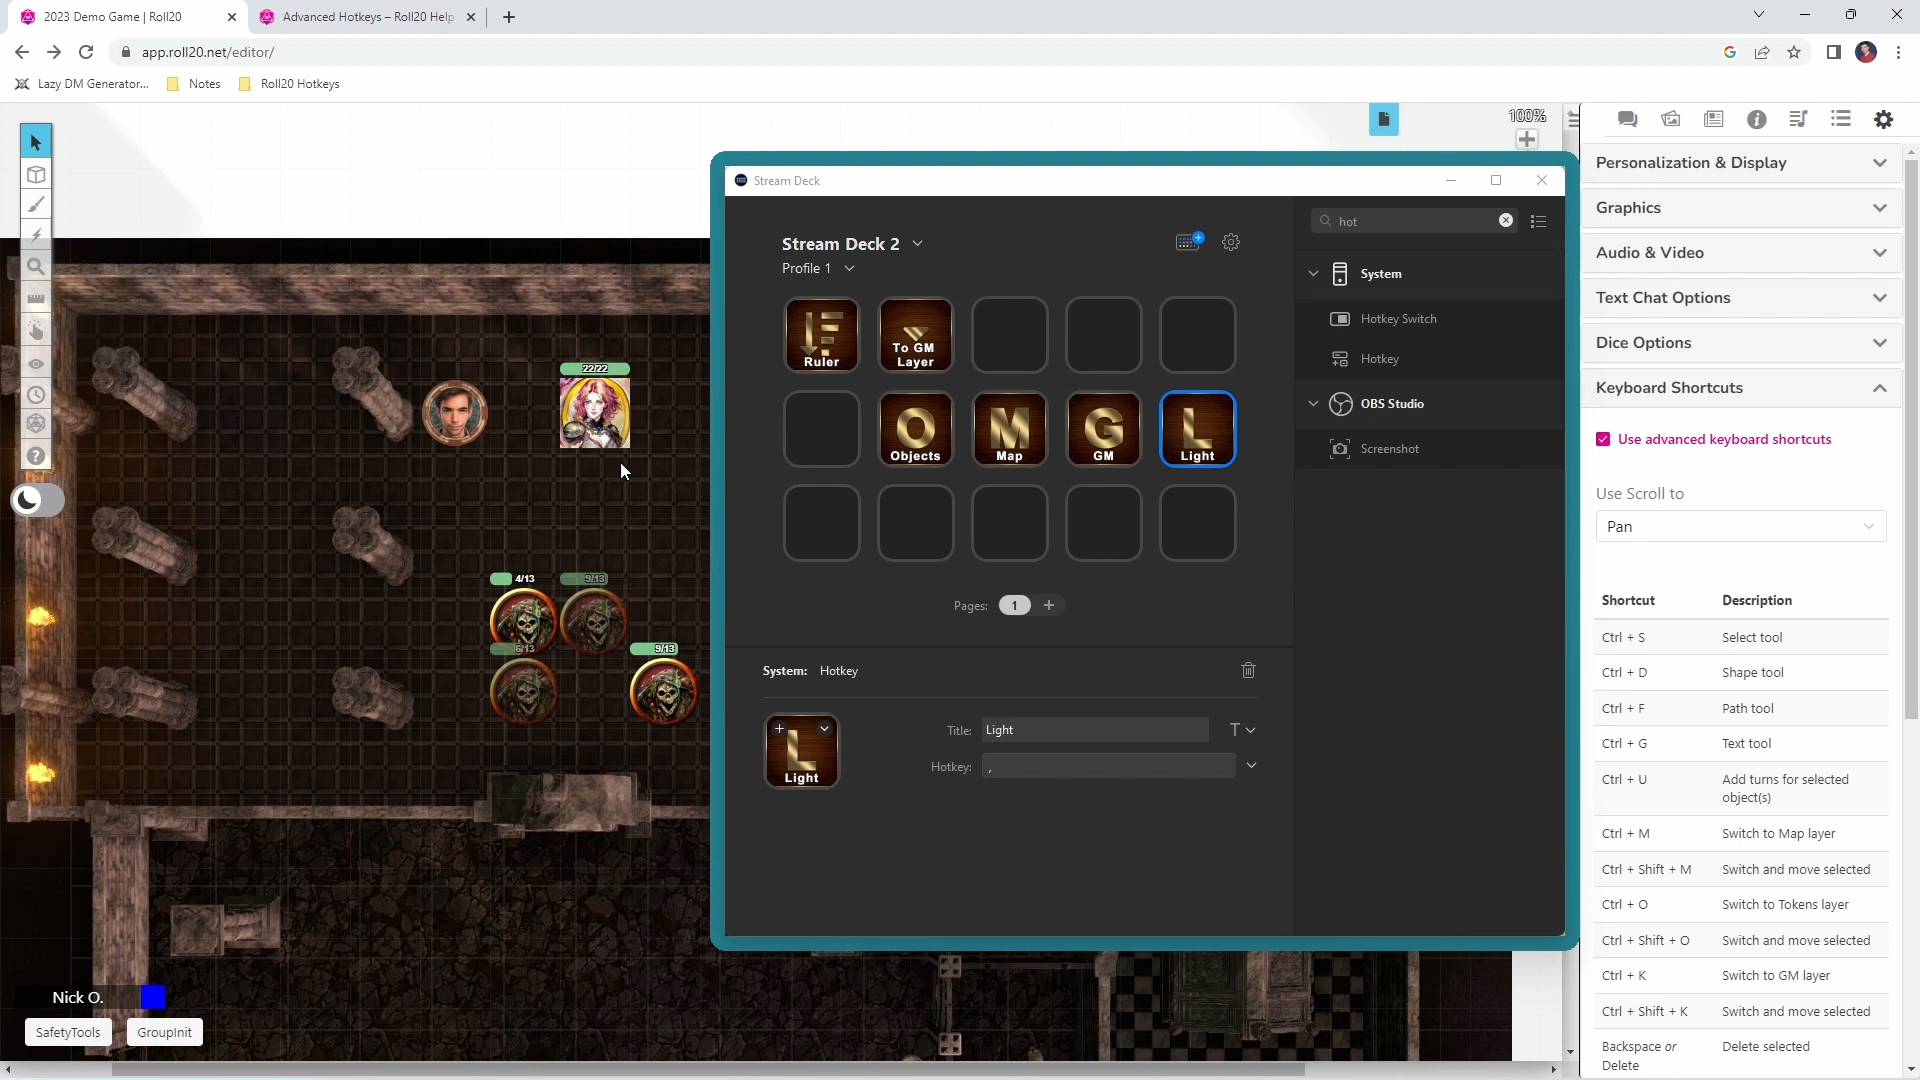 2023 Demo Game | Roll20
Advanced Hotkeys – Roll20 Help
app.roll20.net/editor/
Lazy DM Generator...
Notes
Roll20 Hotkeys
100%
22/22
4/13
9/13
6/13
9/13
Nick O.
SafetyTools
GroupInit
Stream Deck
Stream Deck 2
Profile 1
Ruler
To GM
Layer
O
Objects
M
Map
G
GM
L
Light
Pages:
1
System: Hotkey
L
Light
Title: Light
T
Hotkey: ,
hot
System
Hotkey Switch
Hotkey
OBS Studio
Screenshot
Personalization & Display
Graphics
Audio & Video
Text Chat Options
Dice Options
Keyboard Shortcuts
Use advanced keyboard shortcuts
Use Scroll to
Pan
Shortcut Description
Ctrl + S Select tool
Ctrl + D Shape tool
Ctrl + F Path tool
Ctrl + G Text tool
Ctrl + U Add turns for selected
object(s)
Ctrl + M Switch to Map layer
Ctrl + Shift + M Switch and move selected
Ctrl + O Switch to Tokens layer
Ctrl + Shift + O Switch and move selected
Ctrl + K Switch to GM layer
Ctrl + Shift + K Switch and move selected
Backspace or Delete selected
Delete